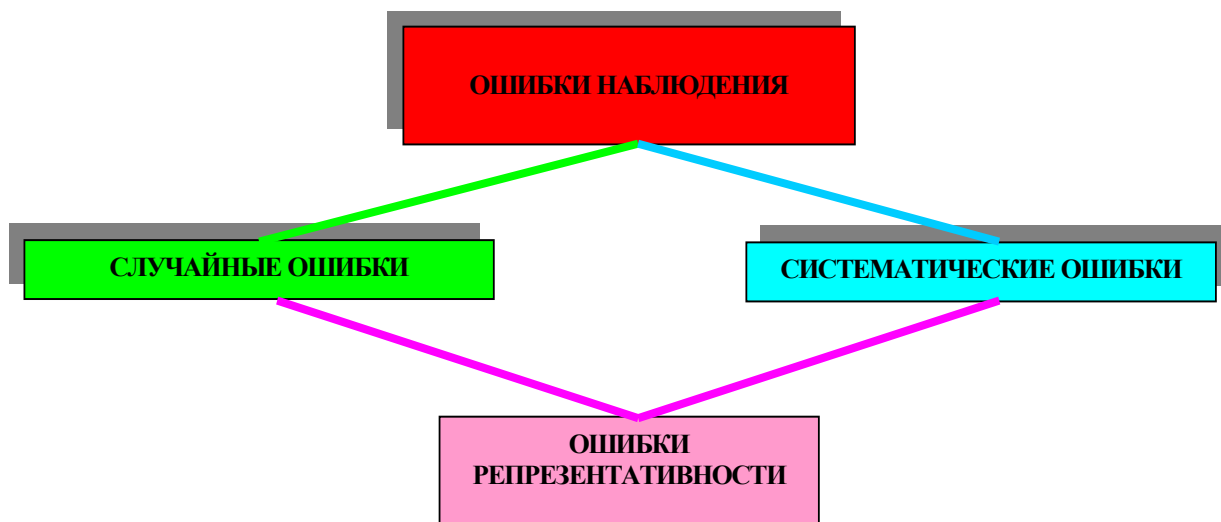 ОШИБКИ НАБЛЮДЕНИЯ
СЛУЧАЙНЫЕ ОШИБКИ
СИСТЕМАТИЧЕСКИЕ ОШИБКИ
ОШИБКИ
РЕПРЕЗЕНТАТИВНОСТИ